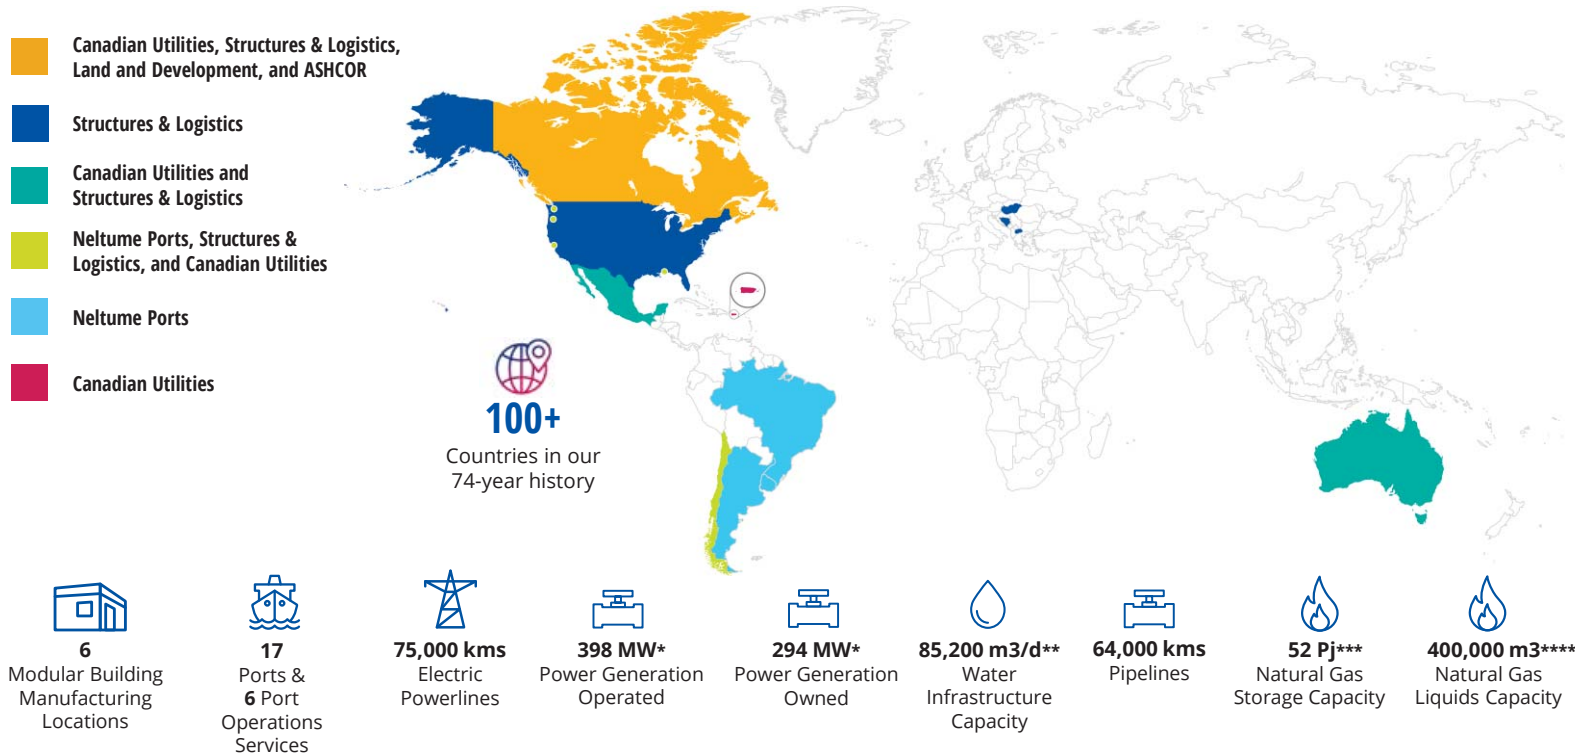 Canadian Utilities, Structures & Logistics,
Land and Development, and ASHCOR
Structures & Logistics
Canadian Utilities and
Structures & Logistics
Neltume Ports, Structures &
Logistics, and Canadian Utilities
Neltume Ports
Canadian Utilities
100+
Countries in our
74-year history
6
Modular Building
Manufacturing
Locations
17
Ports &
6 Port
Operations
Services
75,000 kms
Electric
Powerlines
398 MW*
Power Generation
Operated
294 MW*
Power Generation
Owned
85,200 m3/d**
Water
Infrastructure
Capacity
64,000 kms
Pipelines
52 Pj***
Natural Gas
Storage Capacity
400,000 m3****
Natural Gas
Liquids Capacity